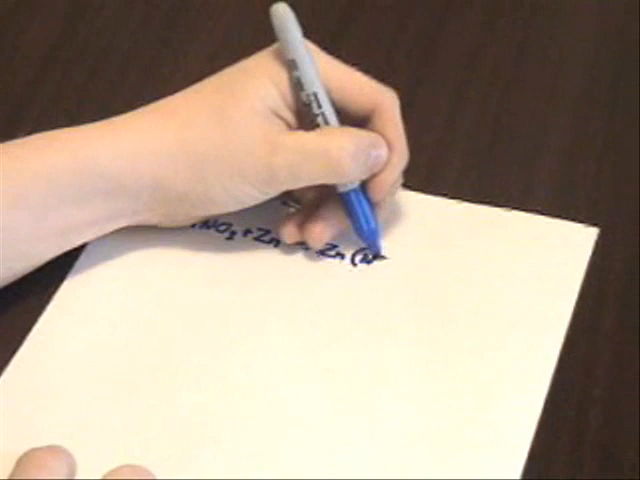 NO₃ + Zn → Zn (N